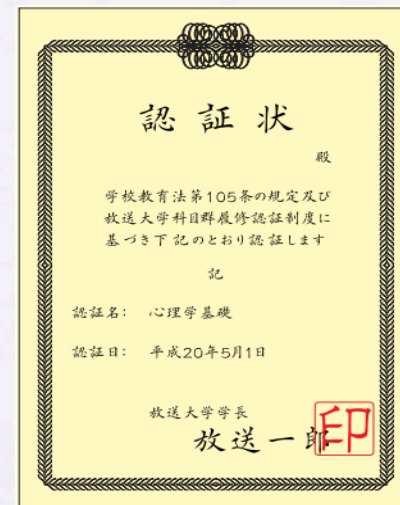 認証状
殿
学校教育法第105条の規定及び
放送大学科目群履修認証制度に
基づき下記のとおり認証します
記
認証名： 心理学基礎
認証日： 平成20年5月1日
放送大学学長
放送一郎
印